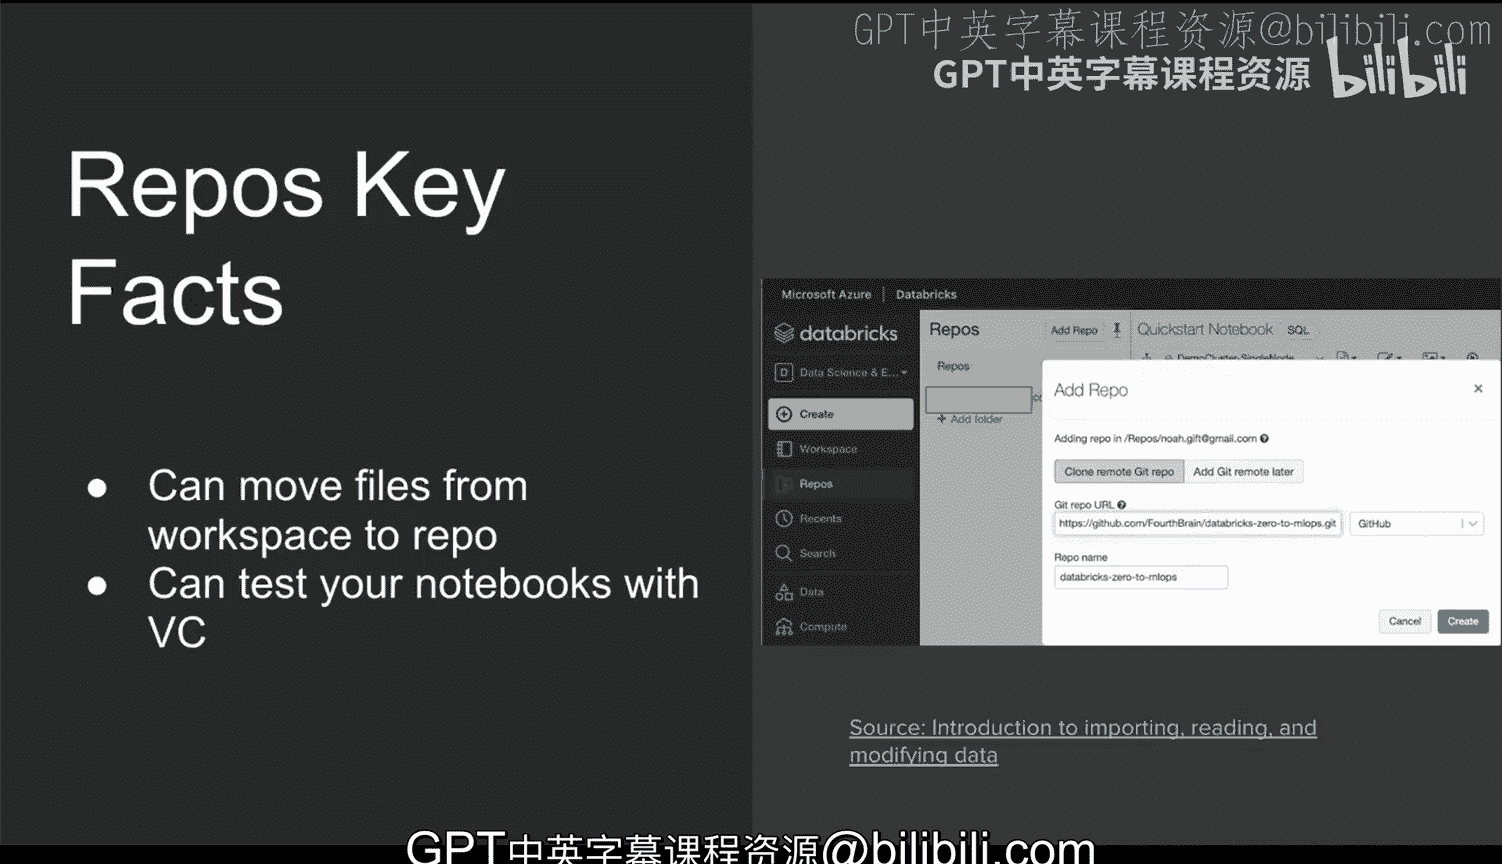 GPT中英字幕课程资源@bilibili.com
GPT中英字幕课程资源 bilibili
Repos Key
Facts
Can move files from
workspace to repo
Can test your notebooks with
VC
Microsoft Azure | Databricks
databricks
D Data Science & E...
Create
Workspace
Repos
Recents
Search
Data
Compute
Repos
Add Repo
Repos
+ Add folder
Quickstart Notebook SQL
DemoCluster-SingleNode
Add Repo
Adding repo in /Repos/noah.gift@gmail.com
Clone remote Git repo
Add Git remote later
Git repo URL
https://github.com/FourthBrain/databricks-zero-to-mlops.git
GitHub
Repo name
databricks-zero-to-mlops
Cancel
Create
Source: Introduction to importing, reading, and
modifying data
GPT中英字幕课程资源@bilibili.com